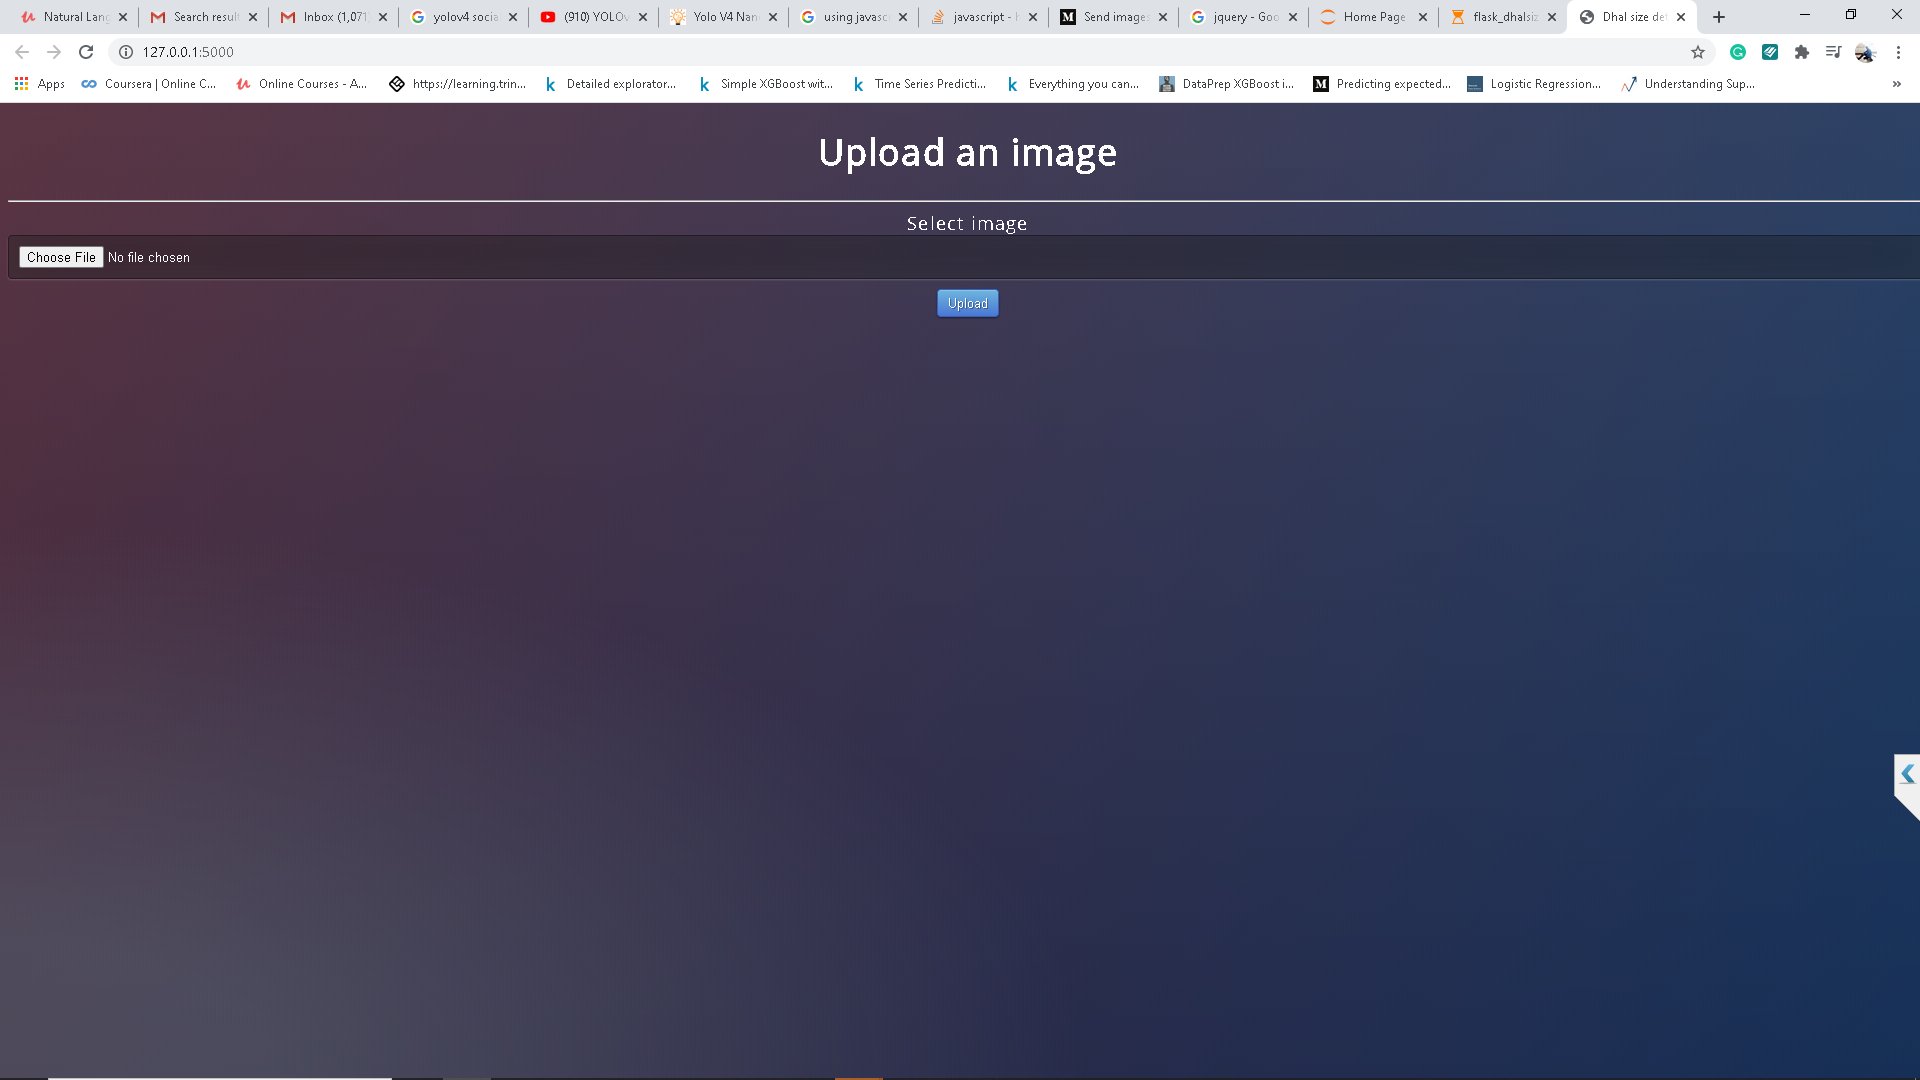 Natural Lang
Search result
Inbox (1,071
yolov4 socia
(910) YOLOv
Yolo V4 Nan
using javascr
javascript - h
Send images
jquery - Goo
Home Page
flask_dhalsiz
Dhal size det
127.0.0.1:5000
Apps
Coursera | Online C...
Online Courses - A...
https://learning.trin...
Detailed explorator...
Simple XGBoost wit...
Time Series Predicti...
Everything you can...
DataPrep XGBoost i...
Predicting expected...
Logistic Regression...
Understanding Sup...
Upload an image
Select image
Choose File No file chosen
Upload